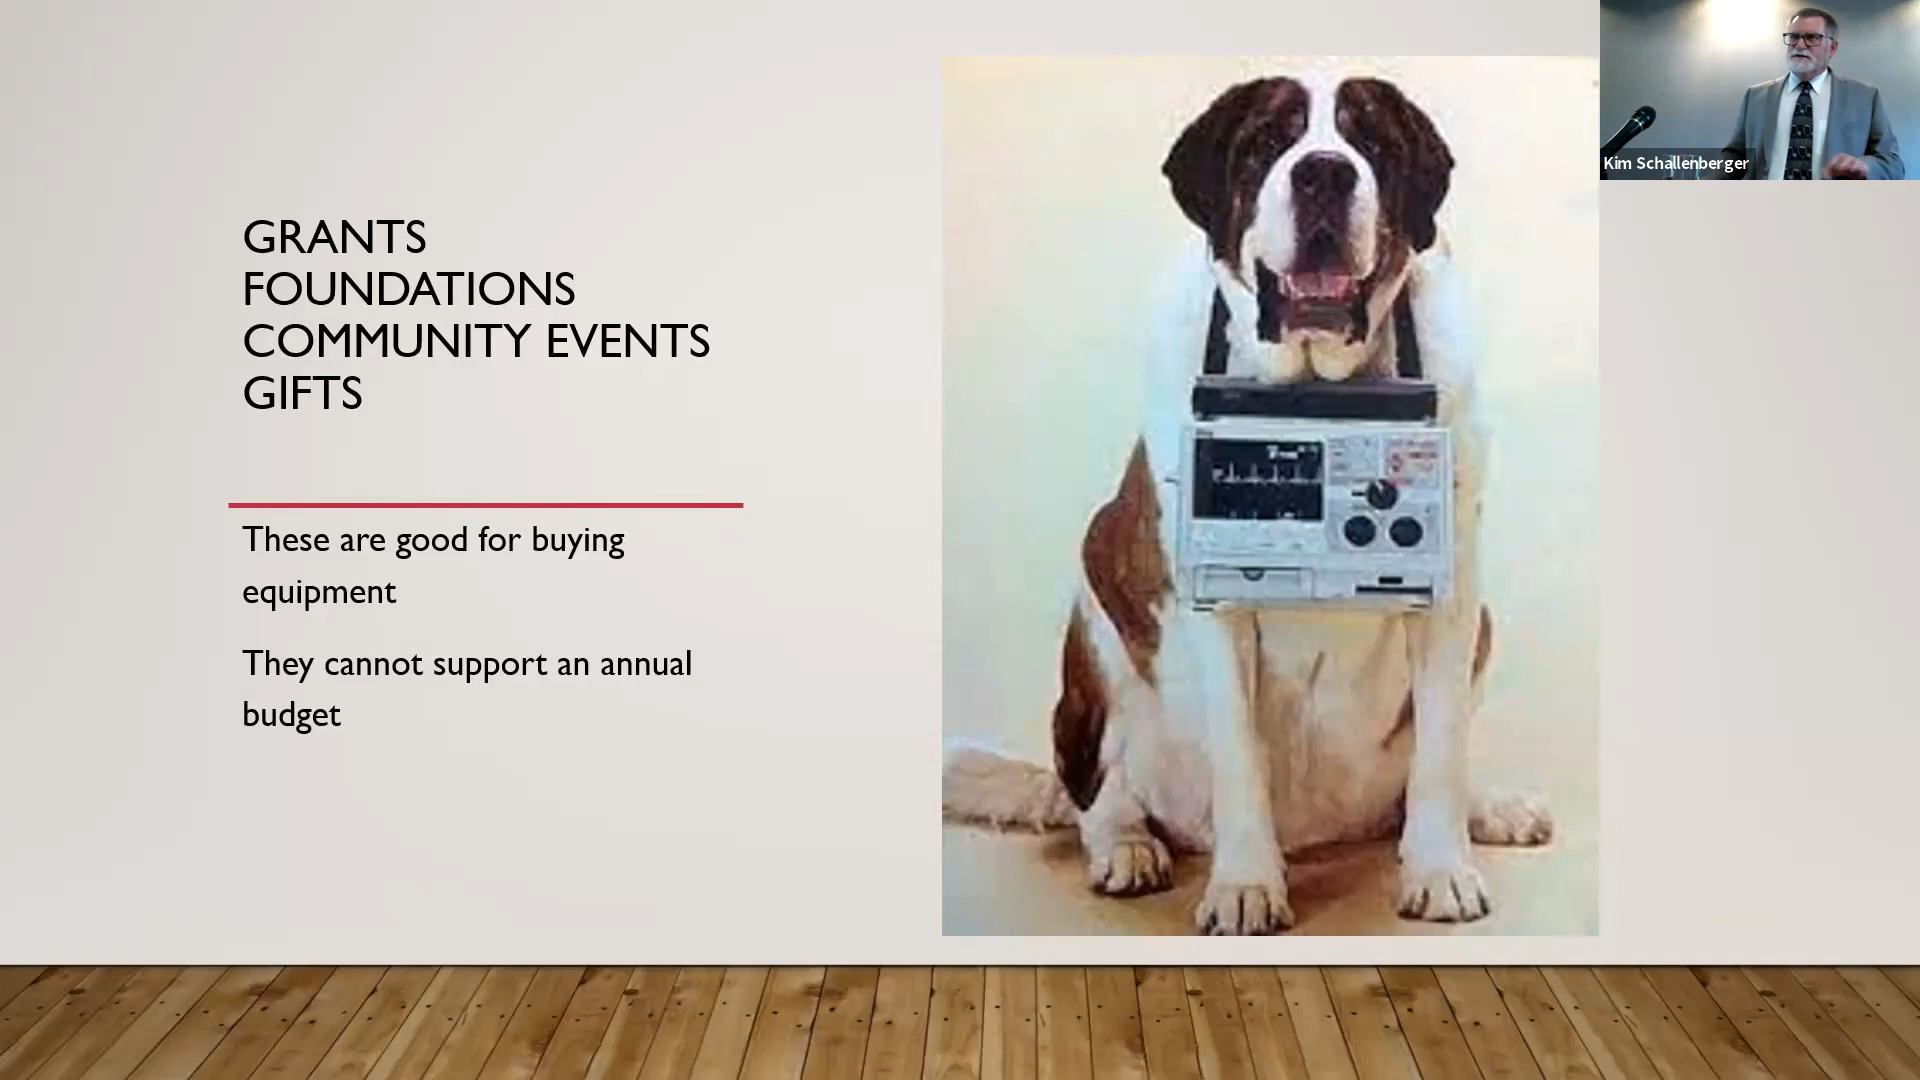 GRANTS
FOUNDATIONS
COMMUNITY EVENTS
GIFTS
These are good for buying
equipment
They cannot support an annual
budget
Kim Schallenberger